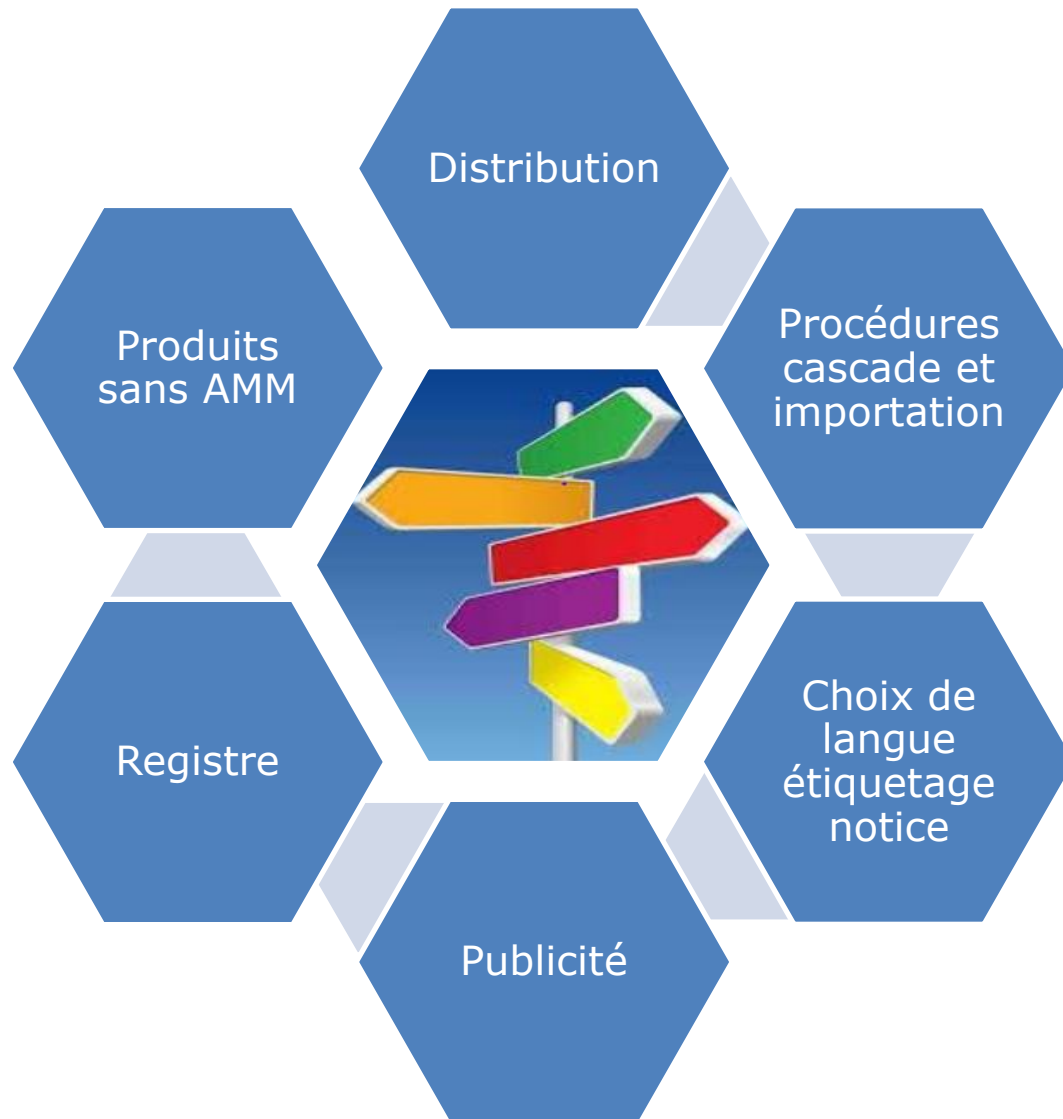 Distribution
Procédures
cascade et
importation
Choix de
langue
étiquetage
notice
Publicité
Registre
Produits
sans AMM